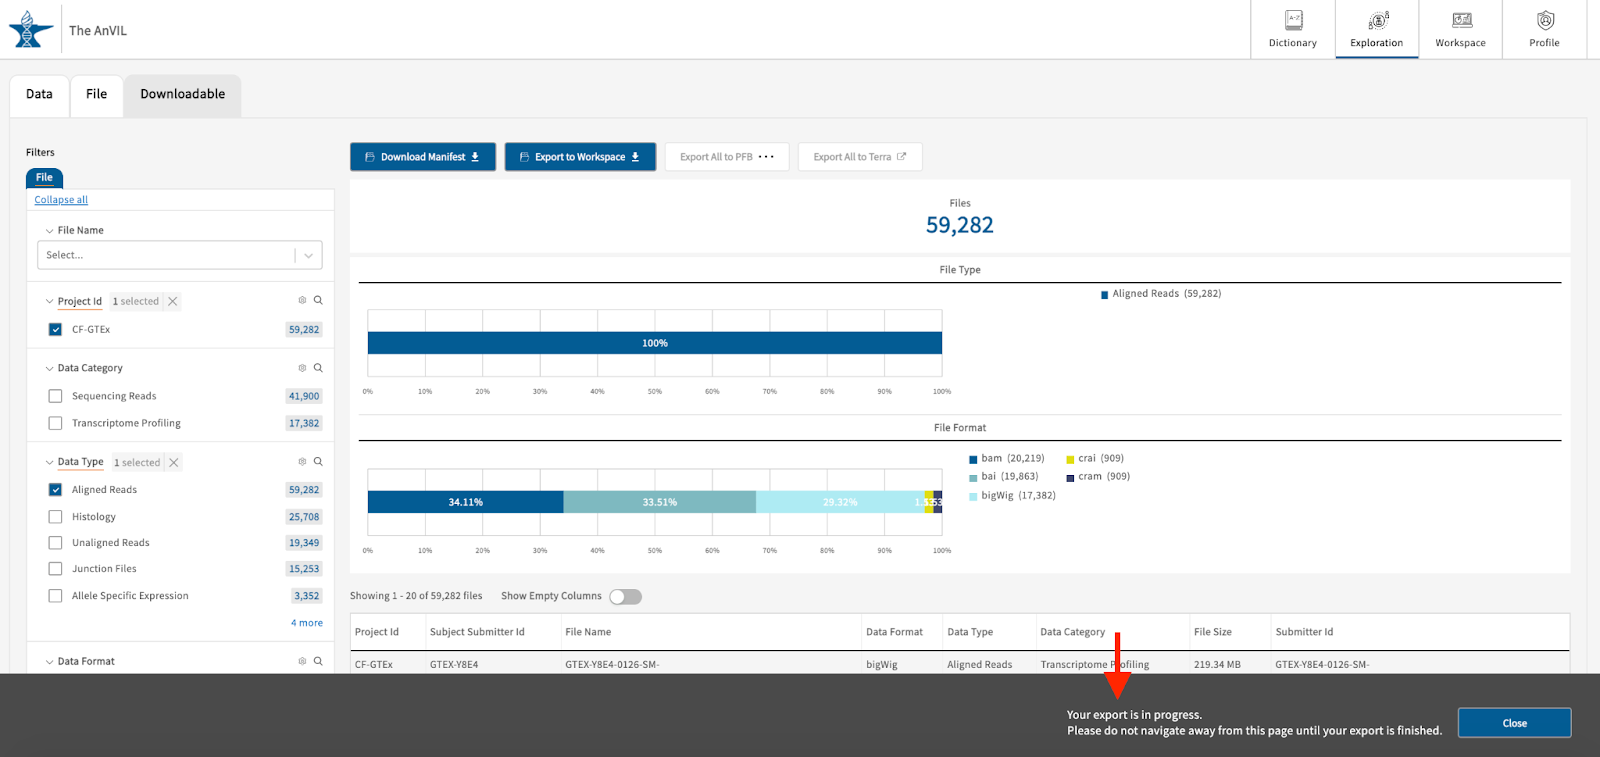 The AnVIL
Dictionary
Exploration
Workspace
Profile
Data
File
Downloadable
Filters
File
Collapse all
File Name
Select...
Project Id 1 selected
CF-GTEx 59,282
Data Category
Sequencing Reads 41,900
Transcriptome Profiling 17,382
Data Type 1 selected
Aligned Reads 59,282
Histology 25,708
Unaligned Reads 19,349
Junction Files 15,253
Allele Specific Expression 3,352
4 more
Data Format
Download Manifest
Export to Workspace
Export All to PFB
Export All to Terra
Files
59,282
File Type
Aligned Reads (59,282)
100%
0% 10% 20% 30% 40% 50% 60% 70% 80% 90% 100%
File Format
bam (20,219) crai (909)
bai (19,863) cram (909)
bigWig (17,382)
34.11% 33.51% 29.32%
0% 10% 20% 30% 40% 50% 60% 70% 80% 90% 100%
Showing 1 - 20 of 59,282 files Show Empty Columns
Project Id Subject Submitter Id File Name Data Format Data Type Data Category File Size Submitter Id
CF-GTEx GTEX-Y8E4 GTEX-Y8E4-0126-SM- bigWig Aligned Reads Transcriptome Profiling 219.34 MB GTEX-Y8E4-0126-SM-
Your export is in progress.
Please do not navigate away from this page until your export is finished.
Close